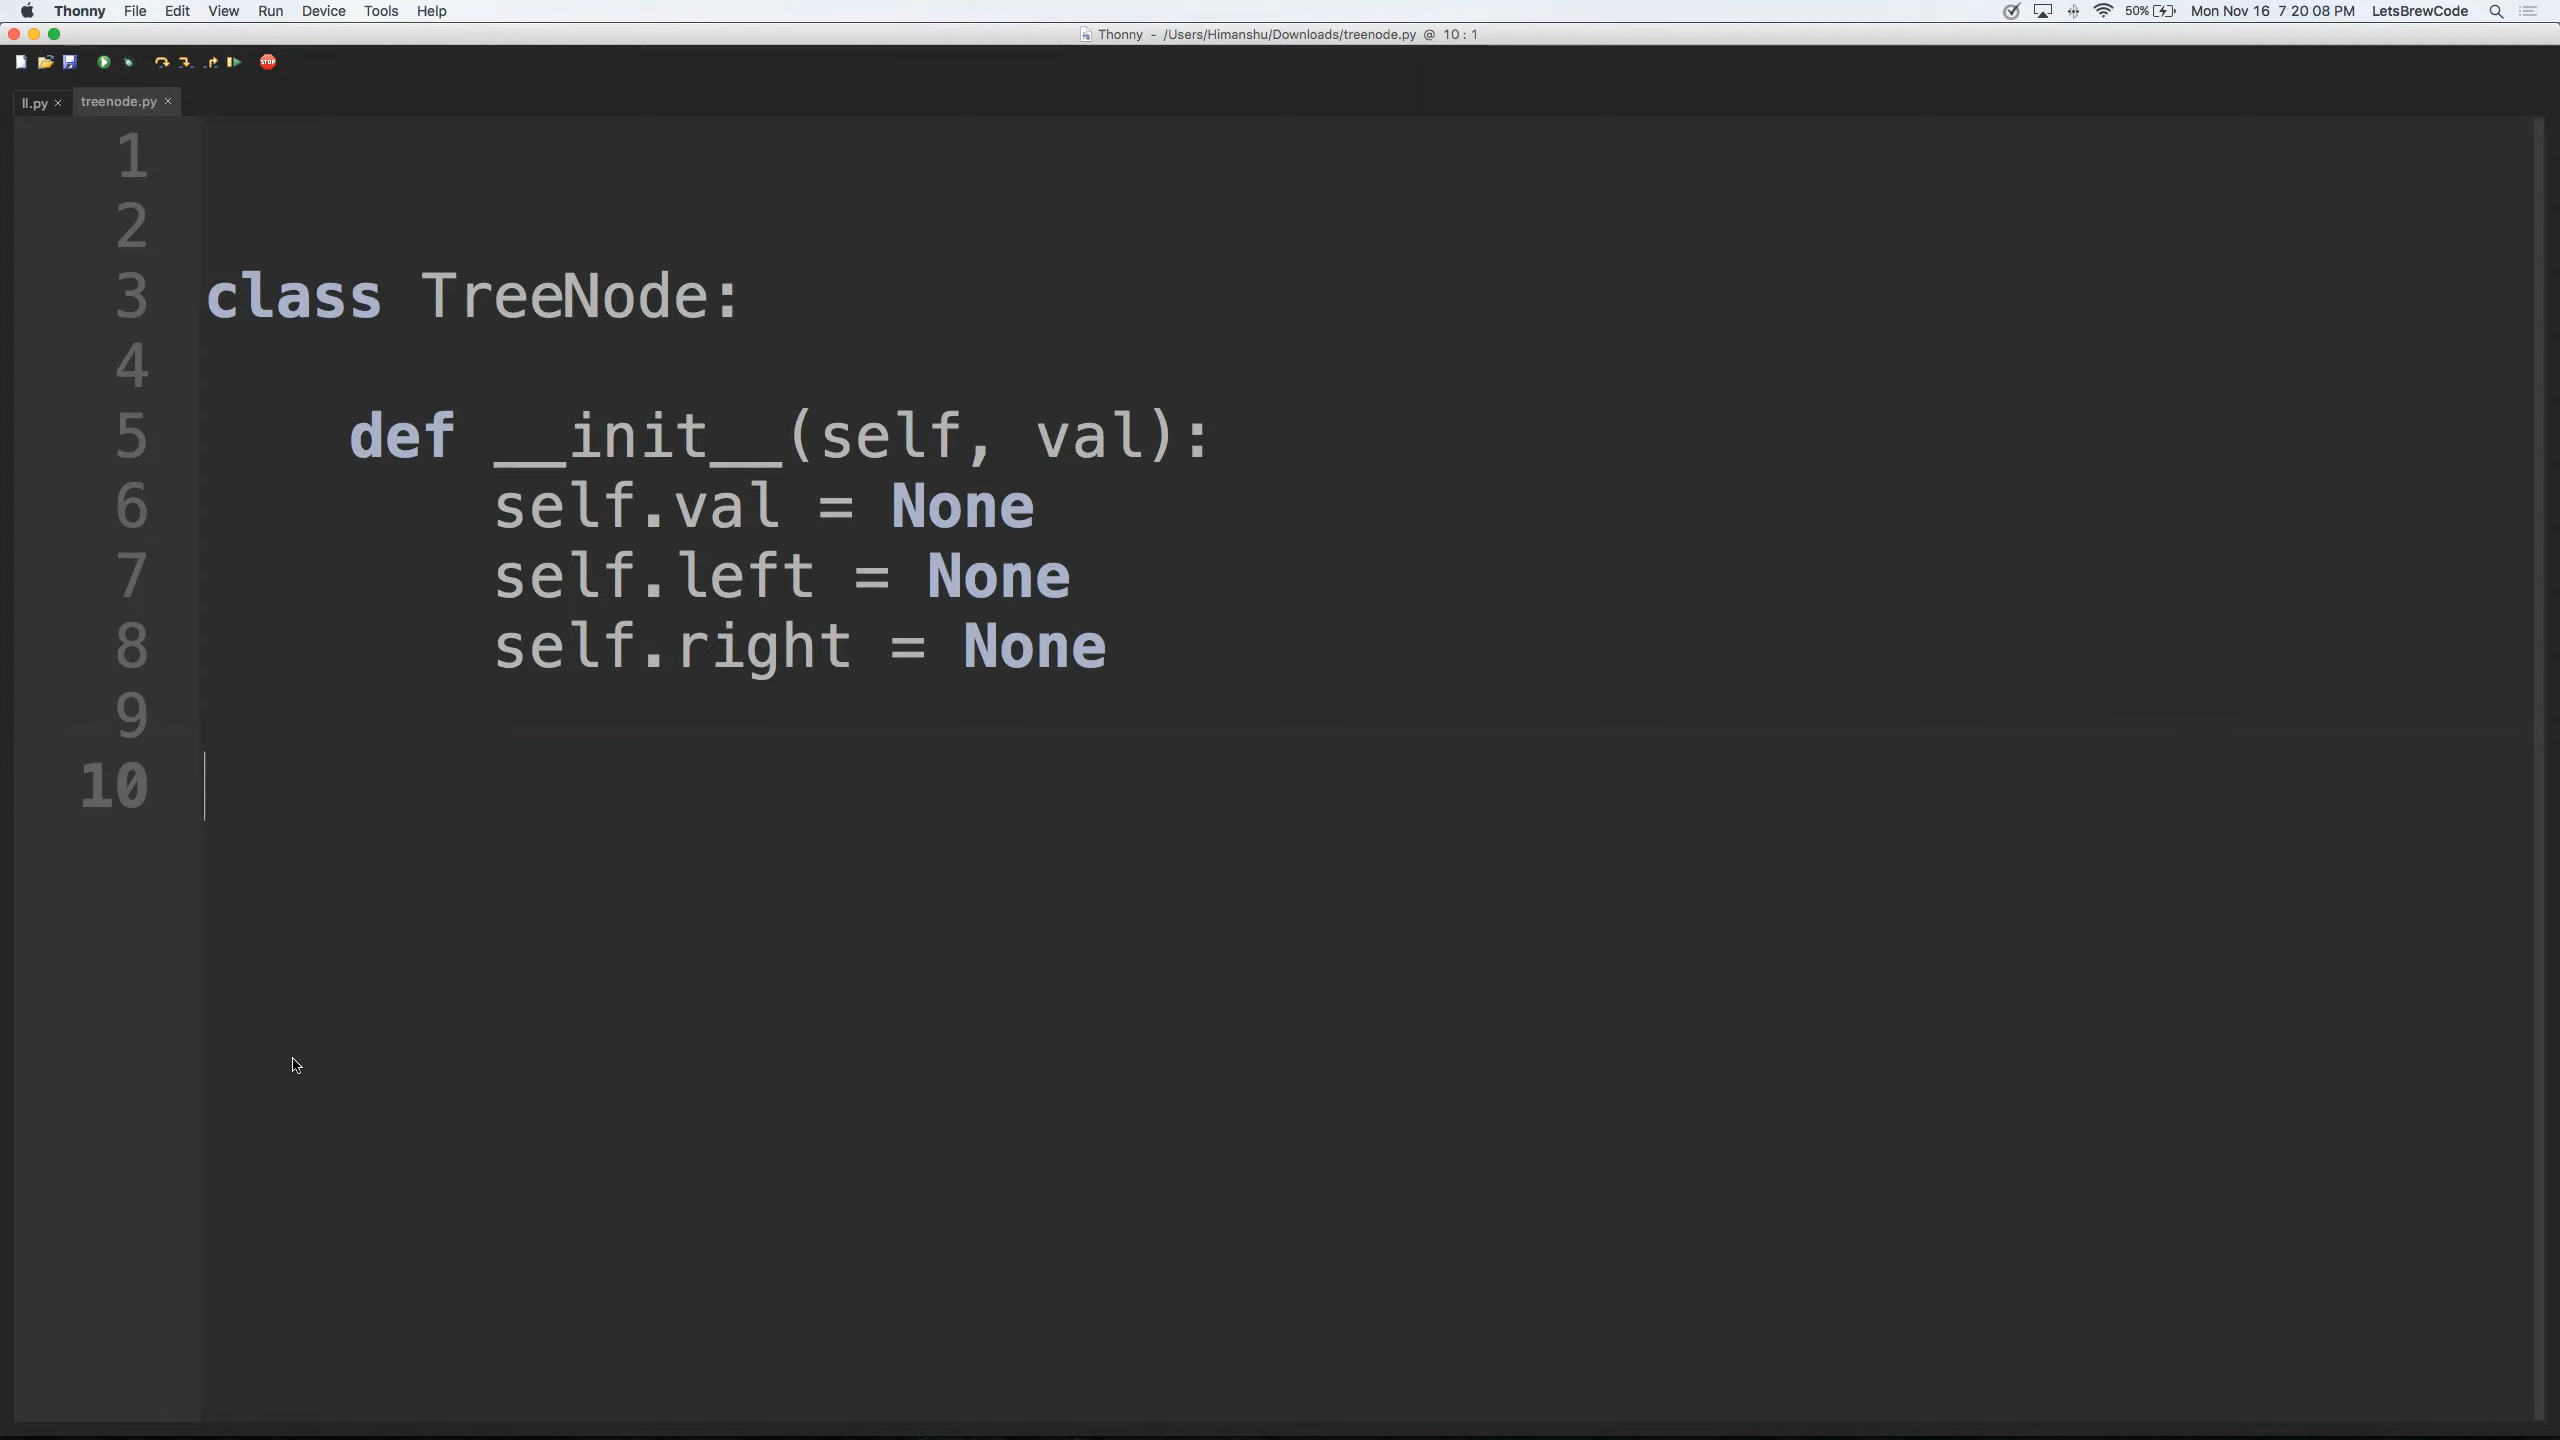 Thonny File Edit View Run Device Tools Help 50% Mon Nov 16 7 20 08 PM LetsBrewCode
Thonny - /Users/Himanshu/Downloads/treenode.py @ 10 : 1
STOP
ll.py × treenode.py ×
1
2
3 class TreeNode:
4
5 def __init__(self, val):
6 self.val = None
7 self.left = None
8 self.right = None
9
10